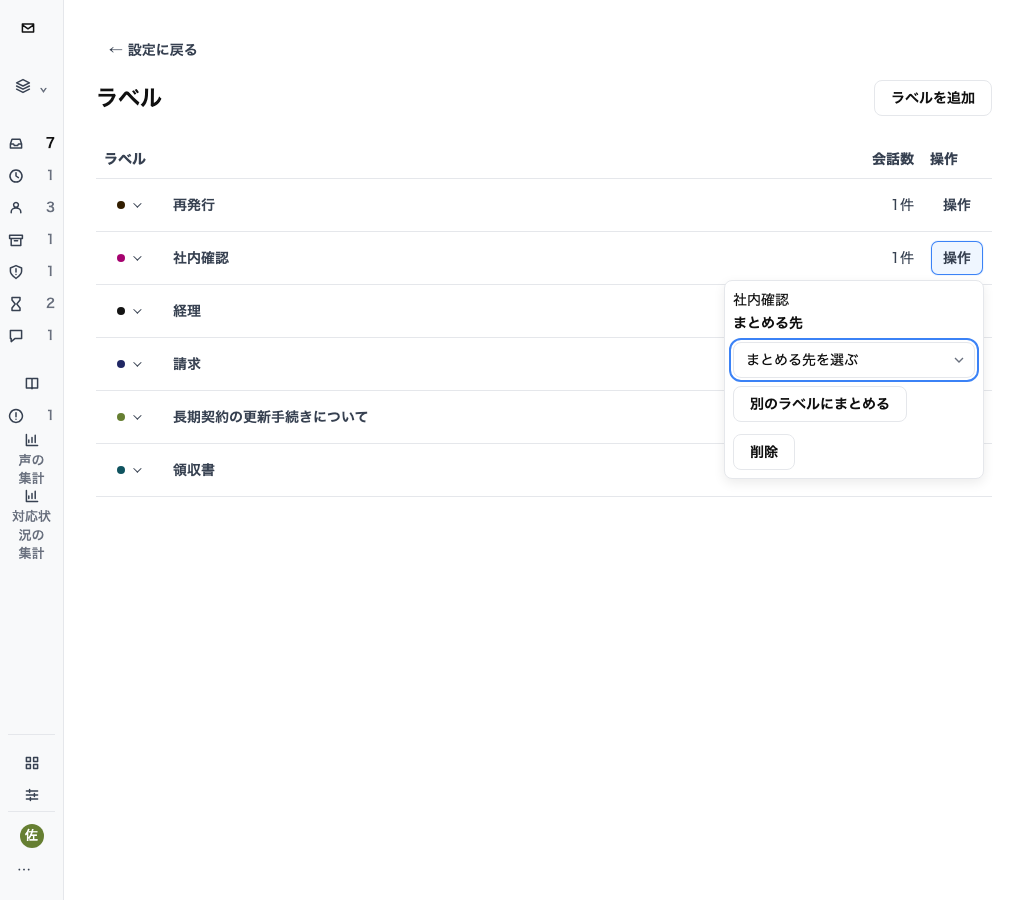 ← 設定に戻る
ラベル
ラベルを追加
7
1
3
1
1
2
1
1
声の
集計
対応状
況の
集計
佐
…
ラベル 会話数 操作
再発行 1件 操作
社内確認 1件 操作
経理
請求
長期契約の更新手続きについて
領収書
社内確認
まとめる先
まとめる先を選ぶ
別のラベルにまとめる
削除